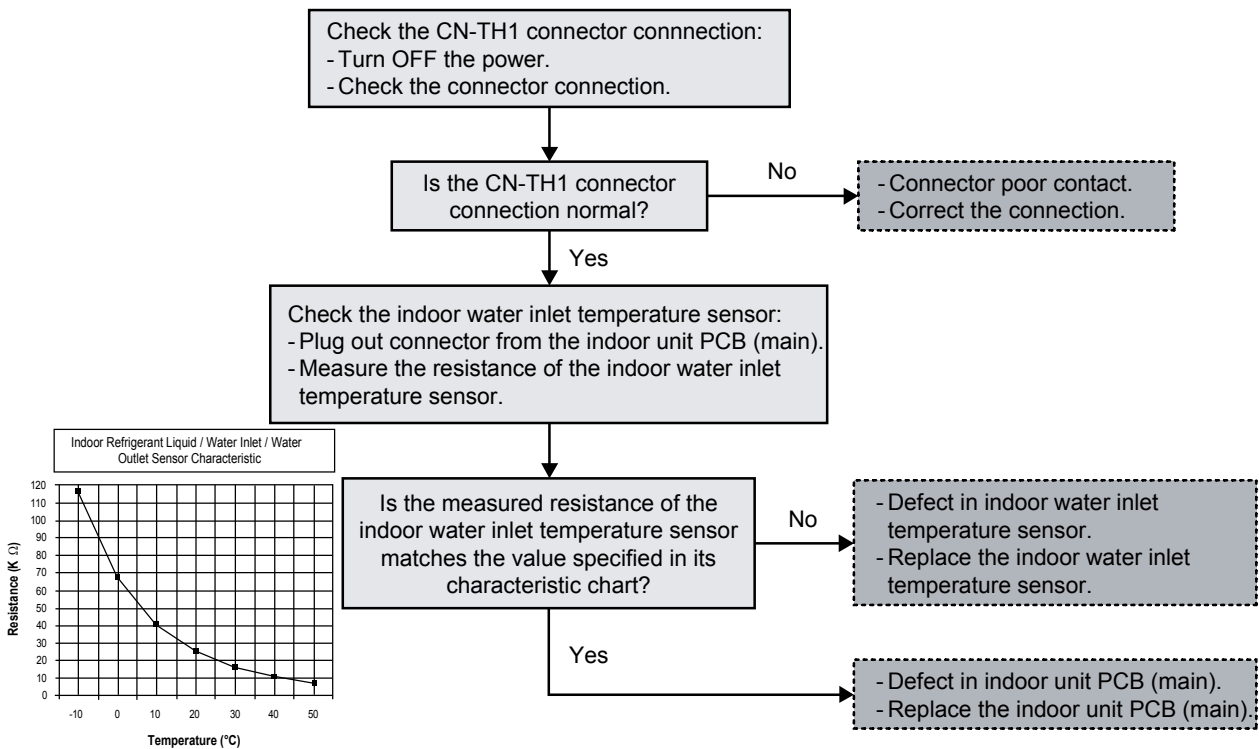 Check the CN-TH1 connector connnection:
- Turn OFF the power.
- Check the connector connection.
Is the CN-TH1 connector
connection normal?
No
- Connector poor contact.
- Correct the connection.
Yes
Check the indoor water inlet temperature sensor:
- Plug out connector from the indoor unit PCB (main).
- Measure the resistance of the indoor water inlet
temperature sensor.
Indoor Refrigerant Liquid / Water Inlet / Water
Outlet Sensor Characteristic
Resistance (K Ω)
120
110
100
90
80
70
60
50
40
30
20
10
0
-10 0 10 20 30 40 50
Temperature (°C)
Is the measured resistance of the
indoor water inlet temperature sensor
matches the value specified in its
characteristic chart?
No
- Defect in indoor water inlet
temperature sensor.
- Replace the indoor water inlet
temperature sensor.
Yes
- Defect in indoor unit PCB (main).
- Replace the indoor unit PCB (main).